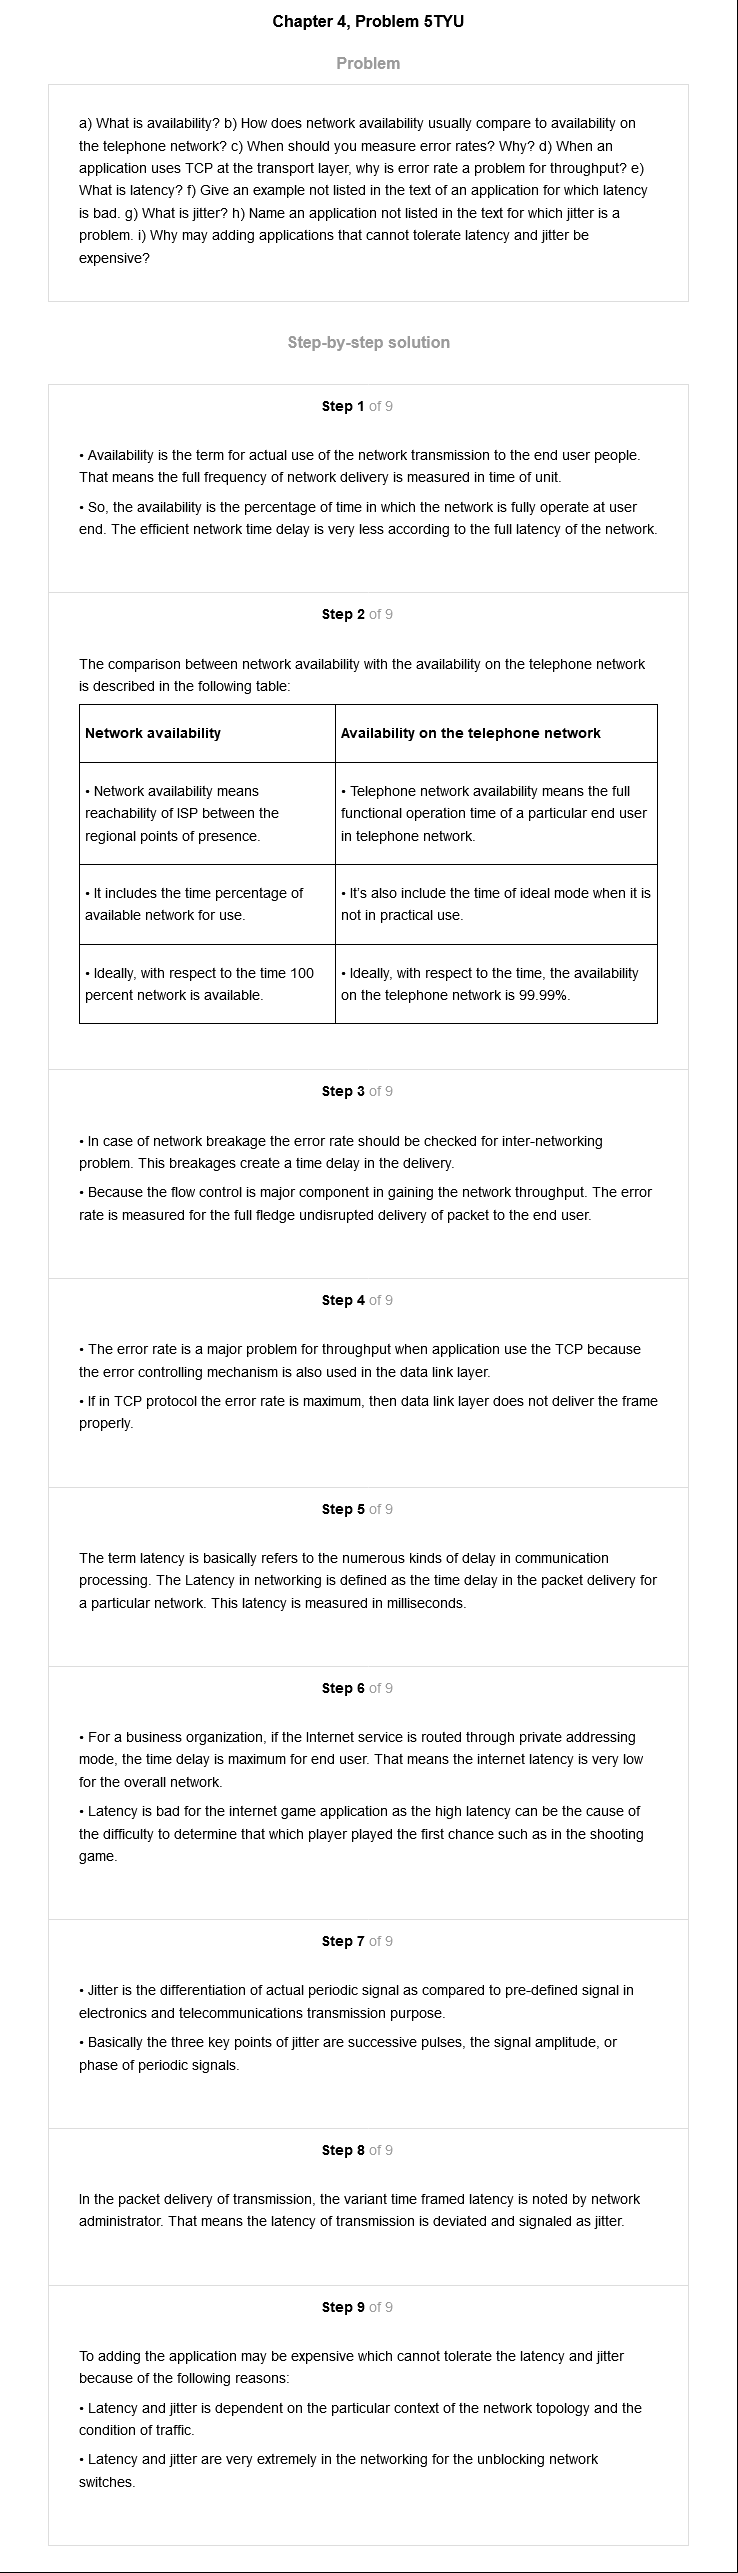 Chapter 4, Problem 5TYU
Problem
a) What is availability? b) How does network availability usually compare to availability on
the telephone network? c) When should you measure error rates? Why? d) When an
application uses TCP at the transport layer, why is error rate a problem for throughput? e)
What is latency? f) Give an example not listed in the text of an application for which latency
is bad. g) What is jitter? h) Name an application not listed in the text for which jitter is a
problem. i) Why may adding applications that cannot tolerate latency and jitter be
expensive?
Step-by-step solution
Step 1 of 9
• Availability is the term for actual use of the network transmission to the end user people.
That means the full frequency of network delivery is measured in time of unit.
• So, the availability is the percentage of time in which the network is fully operate at user
end. The efficient network time delay is very less according to the full latency of the network.
Step 2 of 9
The comparison between network availability with the availability on the telephone network
is described in the following table:
Network availability
Availability on the telephone network
• Network availability means
reachability of ISP between the
regional points of presence.
• Telephone network availability means the full
functional operation time of a particular end user
in telephone network.
• It includes the time percentage of
available network for use.
• It's also include the time of ideal mode when it is
not in practical use.
• Ideally, with respect to the time 100
percent network is available.
• Ideally, with respect to the time, the availability
on the telephone network is 99.99%.
Step 3 of 9
• In case of network breakage the error rate should be checked for inter-networking
problem. This breakages create a time delay in the delivery.
• Because the flow control is major component in gaining the network throughput. The error
rate is measured for the full fledge undisrupted delivery of packet to the end user.
Step 4 of 9
• The error rate is a major problem for throughput when application use the TCP because
the error controlling mechanism is also used in the data link layer.
• If in TCP protocol the error rate is maximum, then data link layer does not deliver the frame
properly.
Step 5 of 9
The term latency is basically refers to the numerous kinds of delay in communication
processing. The Latency in networking is defined as the time delay in the packet delivery for
a particular network. This latency is measured in milliseconds.
Step 6 of 9
• For a business organization, if the Internet service is routed through private addressing
mode, the time delay is maximum for end user. That means the internet latency is very low
for the overall network.
• Latency is bad for the internet game application as the high latency can be the cause of
the difficulty to determine that which player played the first chance such as in the shooting
game.
Step 7 of 9
• Jitter is the differentiation of actual periodic signal as compared to pre-defined signal in
electronics and telecommunications transmission purpose.
• Basically the three key points of jitter are successive pulses, the signal amplitude, or
phase of periodic signals.
Step 8 of 9
In the packet delivery of transmission, the variant time framed latency is noted by network
administrator. That means the latency of transmission is deviated and signaled as jitter.
Step 9 of 9
To adding the application may be expensive which cannot tolerate the latency and jitter
because of the following reasons:
• Latency and jitter is dependent on the particular context of the network topology and the
condition of traffic.
• Latency and jitter are very extremely in the networking for the unblocking network
switches.